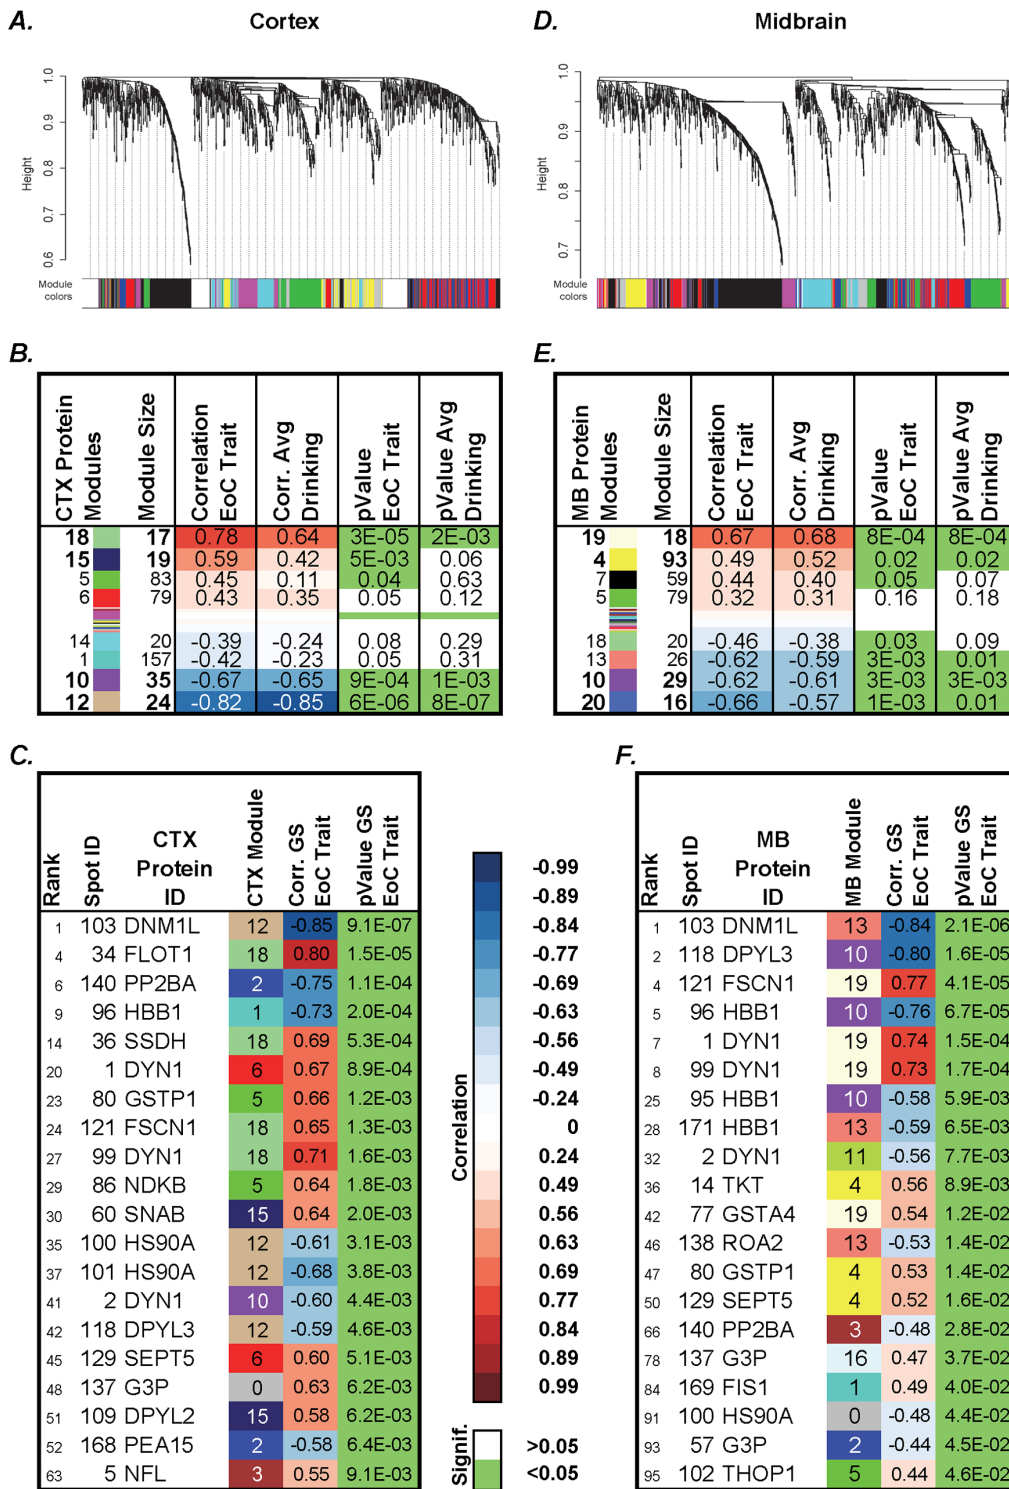 A.
Cortex
D.
Midbrain
Height
1.0
0.9
0.8
0.7
0.6
Module
colors
Height
1.0
0.9
0.8
0.7
Module
colors
B.
CTX Protein Modules
Module Size
Correlation EoC Trait
Corr. Avg Drinking
pValue EoC Trait
pValue Avg Drinking
18 17 0.78 0.64 3E-05 2E-03
15 19 0.59 0.42 5E-03 0.06
5 83 0.45 0.11 0.04 0.63
6 79 0.43 0.35 0.05 0.12
14 20 -0.39 -0.24 0.08 0.29
1 157 -0.42 -0.23 0.05 0.31
10 35 -0.67 -0.65 9E-04 1E-03
12 24 -0.82 -0.85 6E-06 8E-07
E.
MB Protein Modules
Module Size
Correlation EoC Trait
Corr. Avg Drinking
pValue EoC Trait
pValue Avg Drinking
19 18 0.67 0.68 8E-04 8E-04
4 93 0.49 0.52 0.02 0.02
7 59 0.44 0.40 0.05 0.07
5 79 0.32 0.31 0.16 0.18
18 20 -0.46 -0.38 0.03 0.09
13 26 -0.62 -0.59 3E-03 0.01
10 29 -0.62 -0.61 3E-03 3E-03
20 16 -0.66 -0.57 1E-03 0.01
C.
Rank
Spot ID
CTX Protein ID
CTX Module
Corr. GS EoC Trait
pValue GS EoC Trait
1 103 DNM1L 12 -0.85 9.1E-07
4 34 FLOT1 18 0.80 1.5E-05
6 140 PP2BA 2 -0.75 1.1E-04
9 96 HBB1 1 -0.73 2.0E-04
14 36 SSDH 18 0.69 5.3E-04
20 1 DYN1 6 0.67 8.9E-04
23 80 GSTP1 5 0.66 1.2E-03
24 121 FSCN1 18 0.65 1.3E-03
27 99 DYN1 18 0.71 1.6E-03
29 86 NDKB 5 0.64 1.8E-03
30 60 SNAB 15 0.64 2.0E-03
35 100 HS90A 12 -0.61 3.1E-03
37 101 HS90A 12 -0.68 3.8E-03
41 2 DYN1 10 -0.60 4.4E-03
42 118 DPYL3 12 -0.59 4.6E-03
45 129 SEPT5 6 0.60 5.1E-03
48 137 G3P 0 0.63 6.2E-03
51 109 DPYL2 15 0.58 6.2E-03
52 168 PEA15 2 -0.58 6.4E-03
63 5 NFL 3 0.55 9.1E-03
Correlation
-0.99
-0.89
-0.84
-0.77
-0.69
-0.63
-0.56
-0.49
-0.24
0
0.24
0.49
0.56
0.63
0.69
0.77
0.84
0.89
0.99
Signif.
>0.05
<0.05
F.
Rank
Spot ID
MB Protein ID
MB Module
Corr. GS EoC Trait
pValue GS EoC Trait
1 103 DNM1L 13 -0.84 2.1E-06
2 118 DPYL3 10 -0.80 1.6E-05
4 121 FSCN1 19 0.77 4.1E-05
5 96 HBB1 10 -0.76 6.7E-05
7 1 DYN1 19 0.74 1.5E-04
8 99 DYN1 19 0.73 1.7E-04
25 95 HBB1 10 -0.58 5.9E-03
28 171 HBB1 13 -0.59 6.5E-03
32 2 DYN1 11 -0.56 7.7E-03
36 14 TKT 4 0.56 8.9E-03
42 77 GSTA4 19 0.54 1.2E-02
46 138 ROA2 13 -0.53 1.4E-02
47 80 GSTP1 4 0.53 1.4E-02
50 129 SEPT5 4 0.52 1.6E-02
66 140 PP2BA 3 -0.48 2.8E-02
78 137 G3P 16 0.47 3.7E-02
84 169 FIS1 1 0.49 4.0E-02
91 100 HS90A 0 -0.48 4.4E-02
93 57 G3P 2 -0.44 4.5E-02
95 102 THOP1 5 0.44 4.6E-02